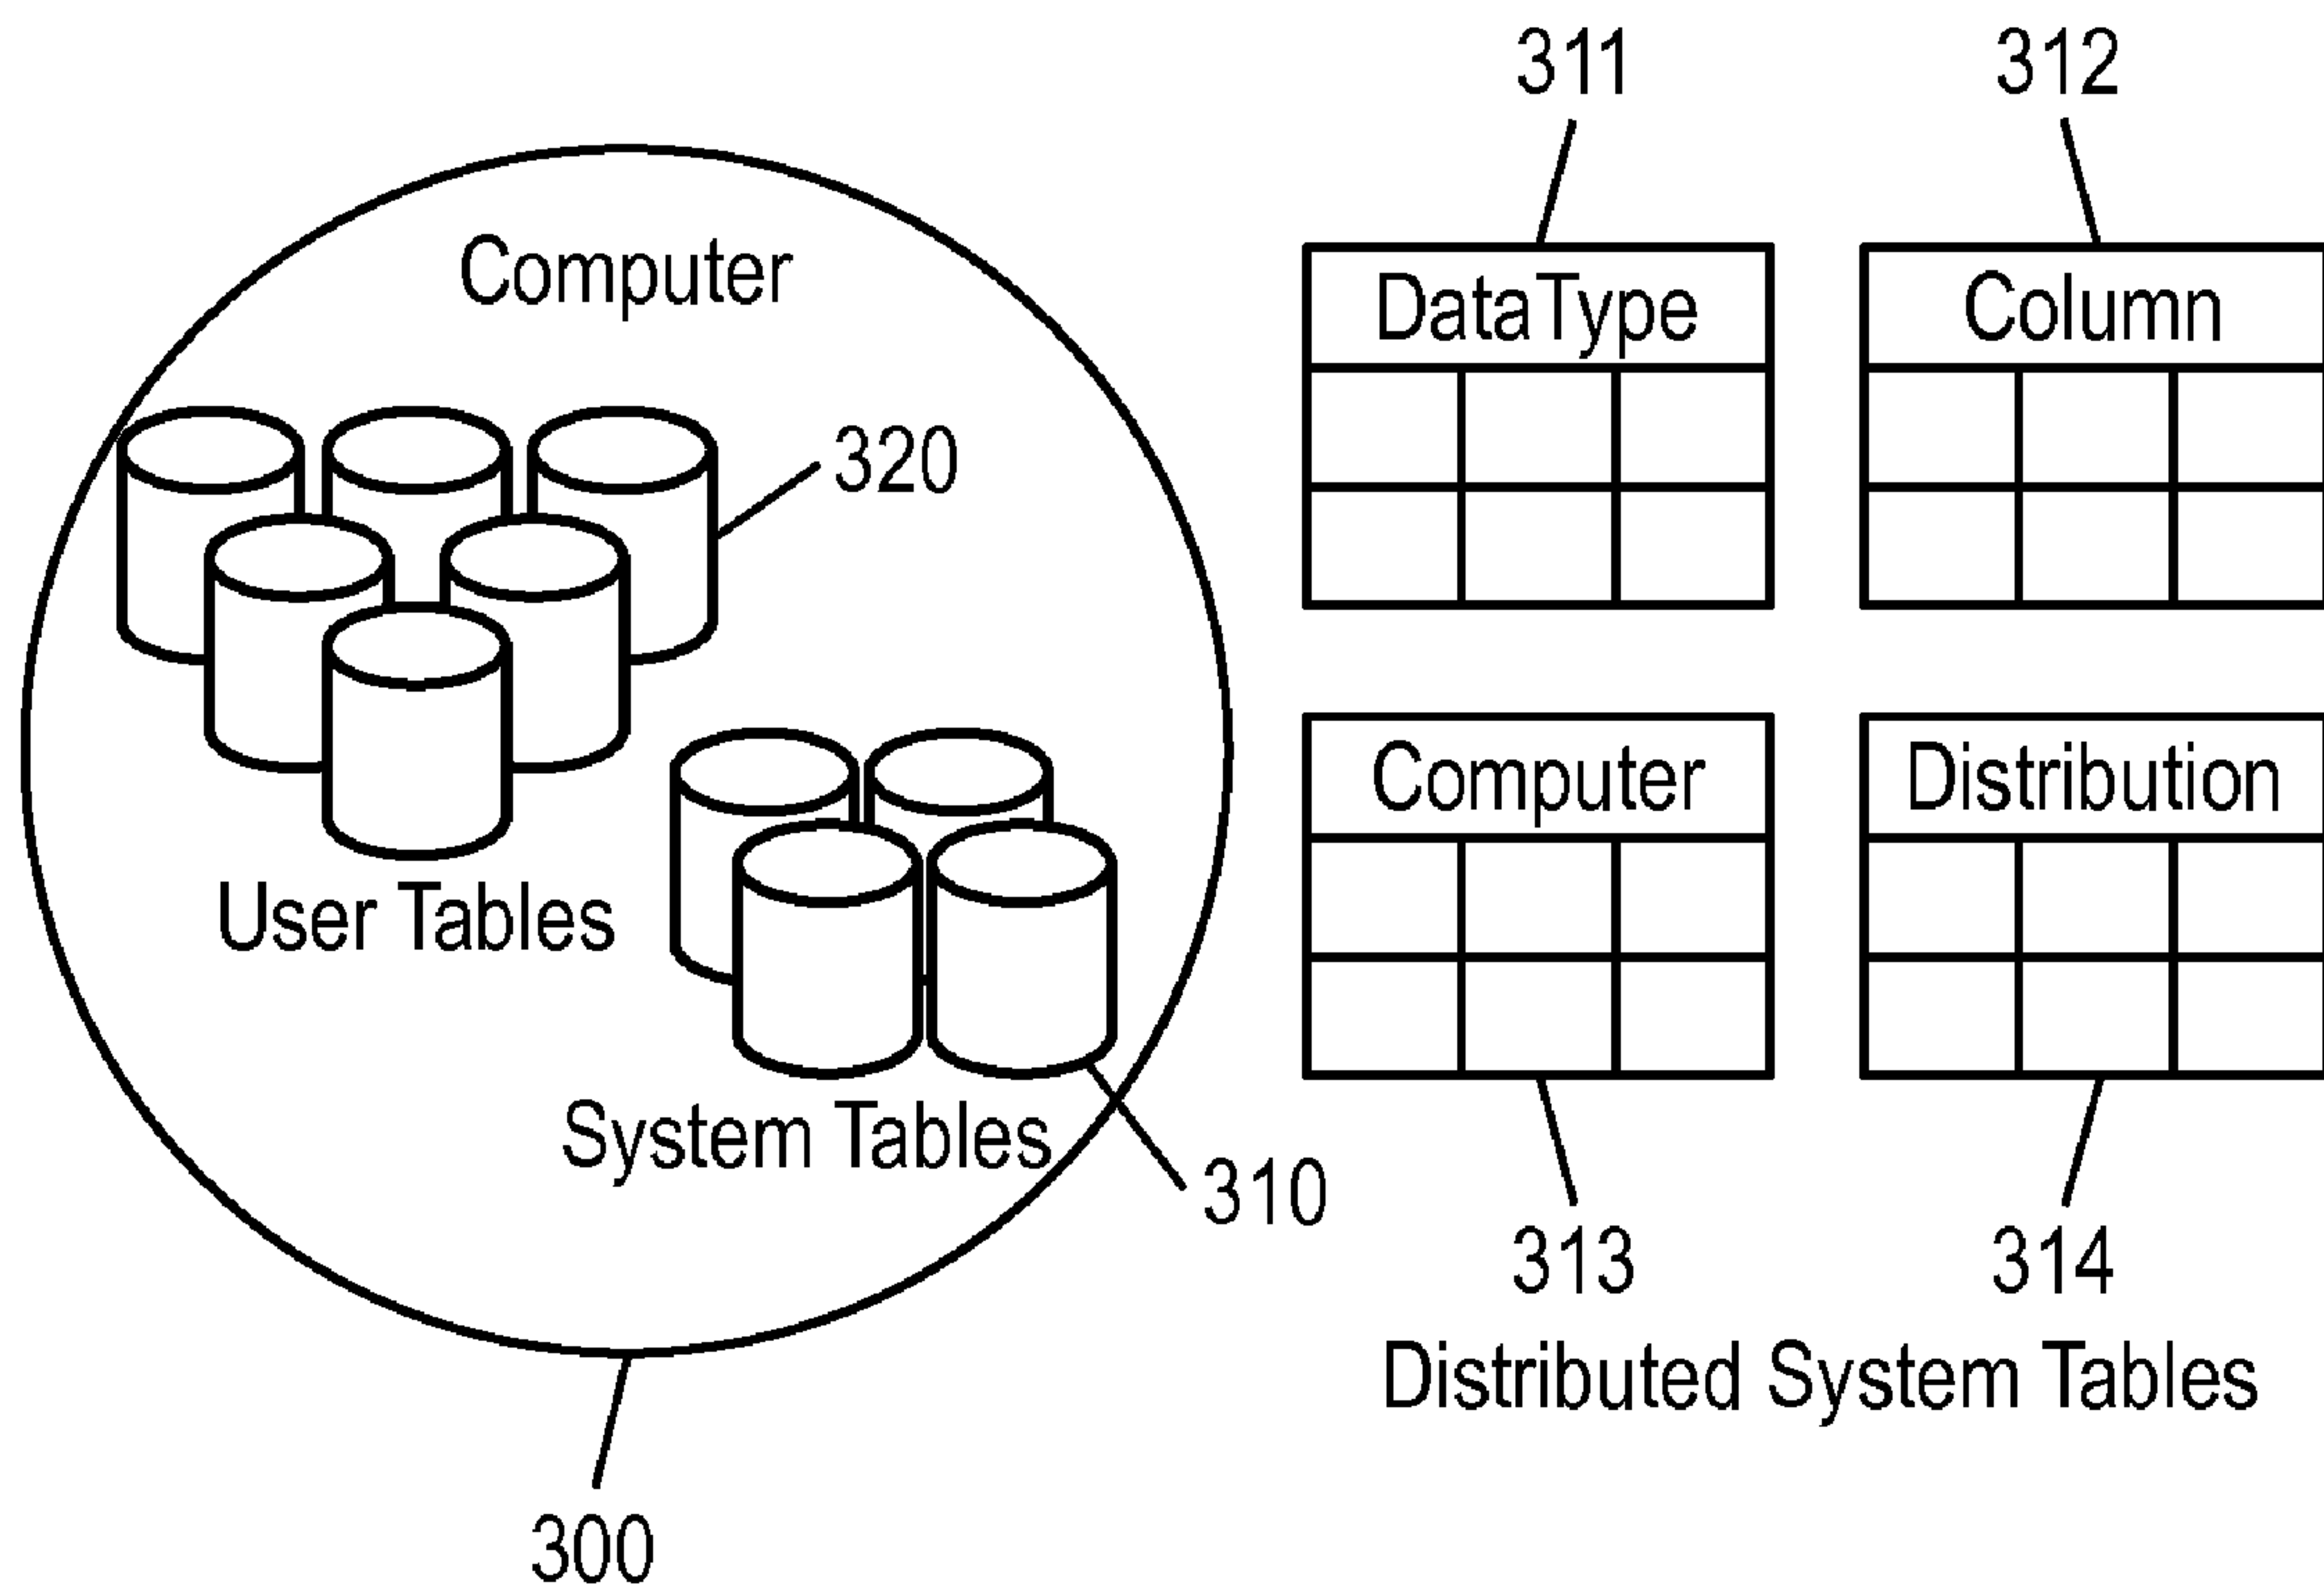 311
312
Computer
DataType
Column
320
Computer
Distribution
User Tables
System Tables
310
313
314
Distributed System Tables
300